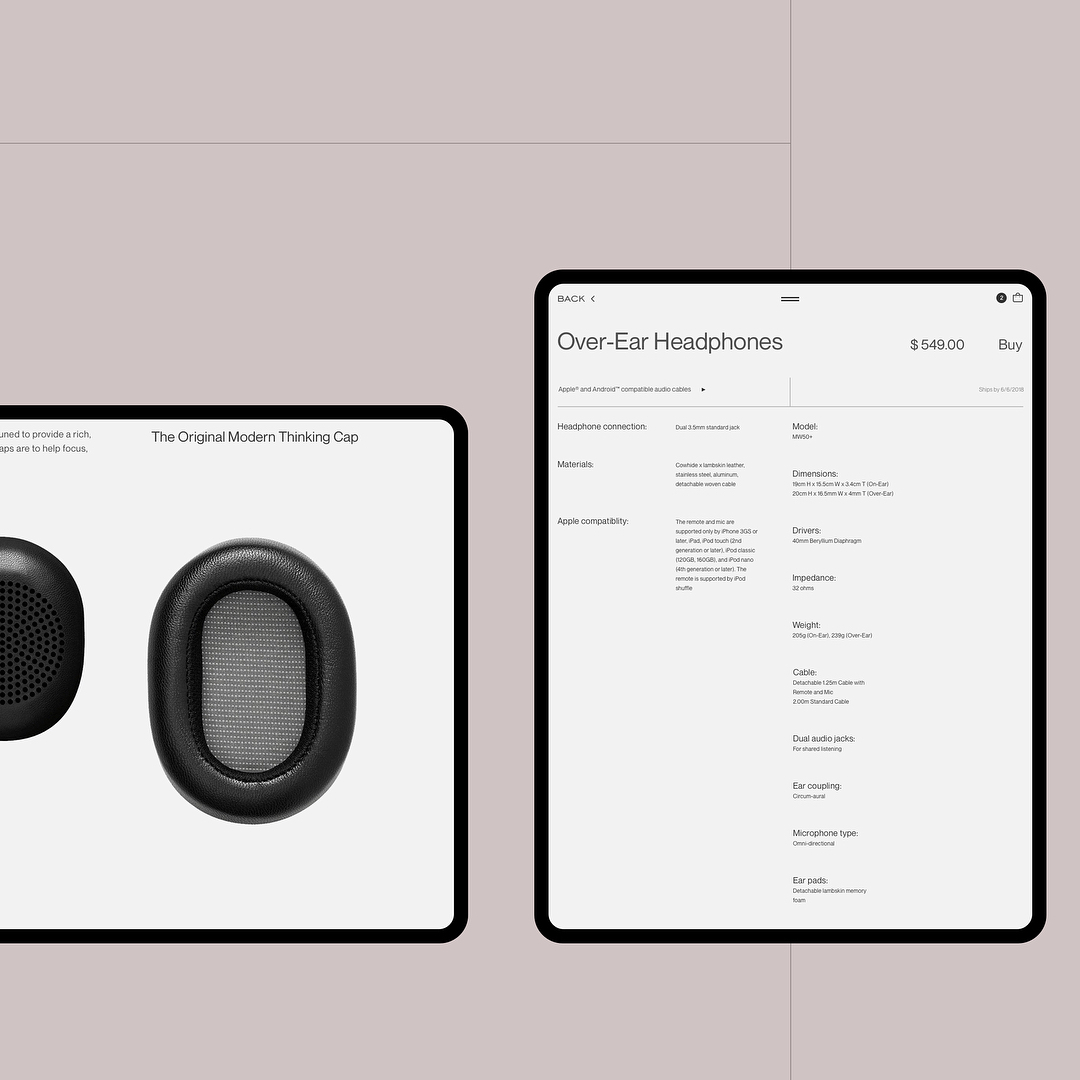 uned to provide a rich,
aps are to help focus,
The Original Modern Thinking Cap
BACK
2
Over-Ear Headphones
$ 549.00
Buy
Apple® and Android™ compatible audio cables
Ships by 6/6/2018
Headphone connection:
Dual 3.5mm standard jack
Materials:
Cowhide x lambskin leather,
stainless steel, aluminum,
detachable woven cable
Apple compatiblity:
The remote and mic are
supported only by iPhone 3GS or
later, iPad, iPod touch (2nd
generation or later), iPod classic
(120GB, 160GB), and iPod nano
(4th generation or later). The
remote is supported by iPod
shuffle
Model:
MW50+
Dimensions:
19cm H x 15.5cm W x 3.4cm T (On-Ear)
20cm H x 16.5mm W x 4mm T (Over-Ear)
Drivers:
40mm Beryllium Diaphragm
Impedance:
32 ohms
Weight:
205g (On-Ear), 239g (Over-Ear)
Cable:
Detachable 1.25m Cable with
Remote and Mic
2.00m Standard Cable
Dual audio jacks:
For shared listening
Ear coupling:
Circum-aural
Microphone type:
Omni-directional
Ear pads:
Detachable lambskin memory
foam